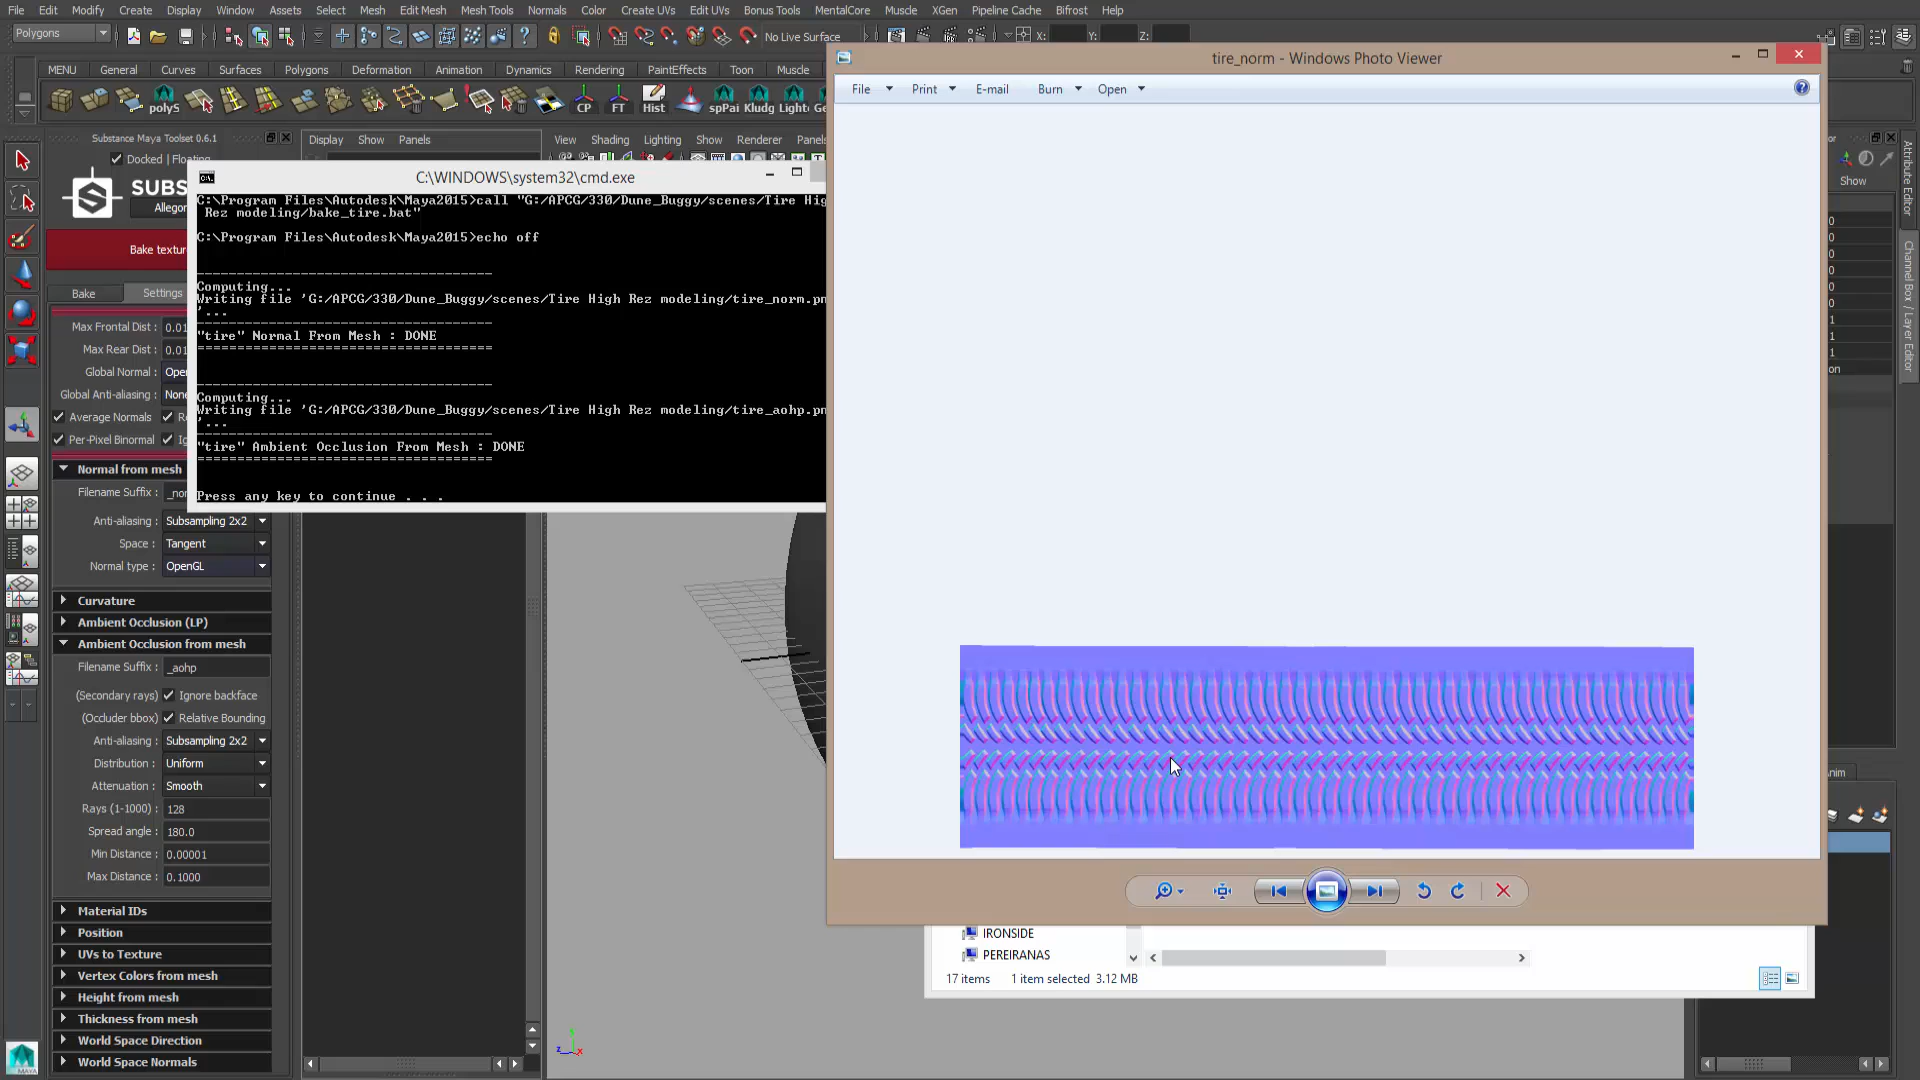 File Edit Modify Create Display Window Assets Select Mesh Edit Mesh Mesh Tools Normals Color Create UVs Edit UVs Bonus Tools MentalCore Muscle XGen Pipeline Cache Bifrost Help
Polygons
No Live Surface
X: Y: Z:
tire_norm - Windows Photo Viewer
MENU General Curves Surfaces Polygons Deformation Animation Dynamics Rendering PaintEffects Toon Muscle
File Print E-mail Burn Open
polyS CP FT Hist spPai Kludg Light
Substance Maya Toolset 0.6.1
Display Show Panels
View Shading Lighting Show Renderer Panels
Docked | Floating
SUBS
Allegor
Bake textur
C:\WINDOWS\system32\cmd.exe
C:\Program Files\Autodesk\Maya2015>call "G:/APCG/330/Dune_Buggy/scenes/Tire Hig
Rez modeling/bake_tire.bat"
C:\Program Files\Autodesk\Maya2015>echo off
Computing...
Writing file 'G:/APCG/330/Dune_Buggy/scenes/Tire High Rez modeling/tire_norm.pn
'...
"tire" Normal From Mesh : DONE
=====================================
Computing...
Writing file 'G:/APCG/330/Dune_Buggy/scenes/Tire High Rez modeling/tire_aohp.pn
'...
"tire" Ambient Occlusion From Mesh : DONE
=====================================
Press any key to continue . . .
Bake Settings
Max Frontal Dist : 0.01
Max Rear Dist : 0.01
Global Normal : Open
Global Anti-aliasing : None
Average Normals
Per-Pixel Binormal
Normal from mesh
Filename Suffix : _nor
Anti-aliasing : Subsampling 2x2
Space : Tangent
Normal type : OpenGL
Curvature
Ambient Occlusion (LP)
Ambient Occlusion from mesh
Filename Suffix : _aohp
(Secondary rays) Ignore backface
(Occluder bbox) Relative Bounding
Anti-aliasing : Subsampling 2x2
Distribution : Uniform
Attenuation : Smooth
Rays (1-1000) : 128
Spread angle : 180.0
Min Distance : 0.00001
Max Distance : 0.1000
Material IDs
Position
UVs to Texture
Vertex Colors from mesh
Height from mesh
Thickness from mesh
World Space Direction
World Space Normals
MAYA
z x
IRONSIDE
PEREIRANAS
17 items 1 item selected 3.12 MB
Show
Attribute Editor
Channel Box / Layer Editor